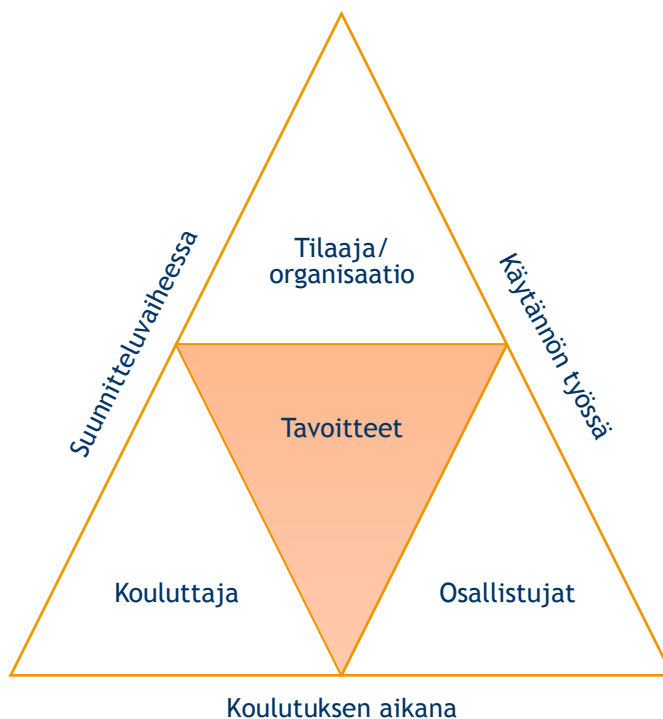 Suunnitteluvaiheessa
Tilaaja/
organisaatio
Käytännön työssä
Tavoitteet
Kouluttaja
Osallistujat
Koulutuksen aikana